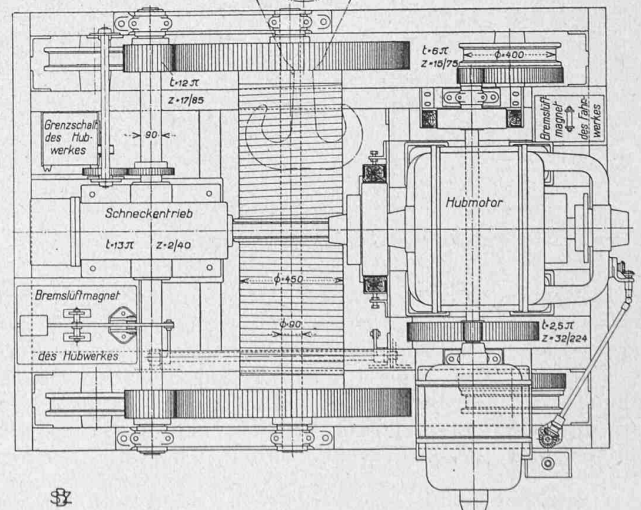 t=12π
z=17/85
t=6π
z=15/75
ϕ=400
Grenzschalt.
des Hub-
werkes
90
Bremslüft-
magnet
des Fahr-
werkes
Schneckentrieb
t=13π z=2/40
Hubmotor
ϕ=450
ϕ=90
Bremslüftmagnet
des Hubwerkes
t=2,5π
z=32/224
SBZ